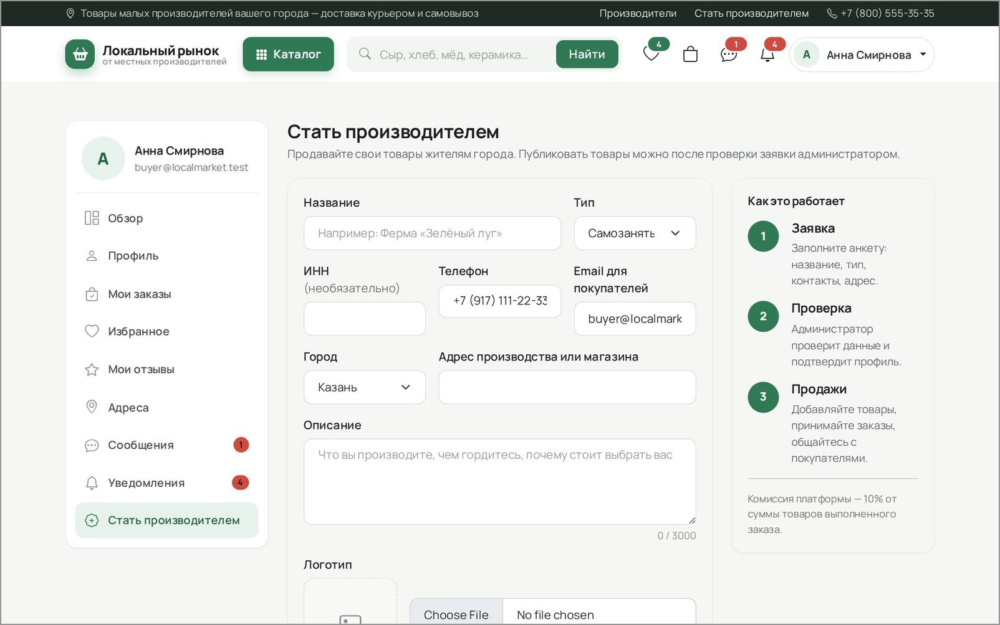 Товары малых производителей вашего города — доставка курьером и самовывоз
Производители
Стать производителем
+7 (800) 555-35-35
Локальный рынок
от местных производителей
Каталог
Сыр, хлеб, мёд, керамика...
Найти
4
1
4
А
Анна Смирнова
А
Анна Смирнова
buyer@localmarket.test
Обзор
Профиль
Мои заказы
Избранное
Мои отзывы
Адреса
Сообщения
1
Уведомления
4
Стать производителем
Стать производителем
Продавайте свои товары жителям города. Публиковать товары можно после проверки заявки администратором.
Название
Например: Ферма «Зелёный луг»
Тип
Самозанять
ИНН
(необязательно)
Телефон
+7 (917) 111-22-33
Email для
покупателей
buyer@localmark
Город
Казань
Адрес производства или магазина
Описание
Что вы производите, чем гордитесь, почему стоит выбрать вас
0 / 3000
Логотип
Choose File
No file chosen
Как это работает
1
Заявка
Заполните анкету:
название, тип,
контакты, адрес.
2
Проверка
Администратор
проверит данные и
подтвердит профиль.
3
Продажи
Добавляйте товары,
принимайте заказы,
общайтесь с
покупателями.
Комиссия платформы — 10% от
суммы товаров выполненного
заказа.